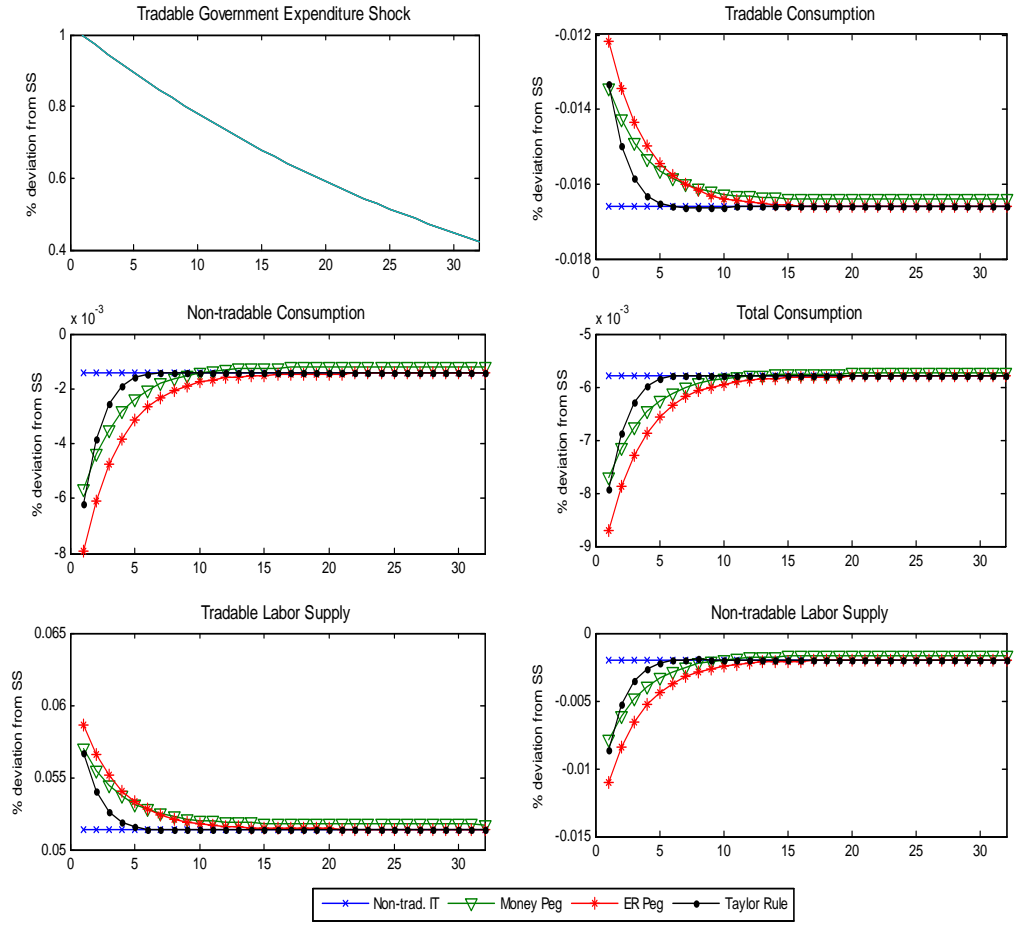 Tradable Government Expenditure Shock
% deviation from SS
1
0.8
0.6
0.4
0 5 10 15 20 25 30
Tradable Consumption
% deviation from SS
-0.012
-0.014
-0.016
-0.018
0 5 10 15 20 25 30
Non-tradable Consumption
x 10^-3
% deviation from SS
0
-2
-4
-6
-8
0 5 10 15 20 25 30
Total Consumption
x 10^-3
% deviation from SS
-5
-6
-7
-8
-9
0 5 10 15 20 25 30
Tradable Labor Supply
% deviation from SS
0.065
0.06
0.055
0.05
0 5 10 15 20 25 30
Non-tradable Labor Supply
% deviation from SS
0
-0.005
-0.01
-0.015
0 5 10 15 20 25 30
Non-trad. IT Money Peg ER Peg Taylor Rule